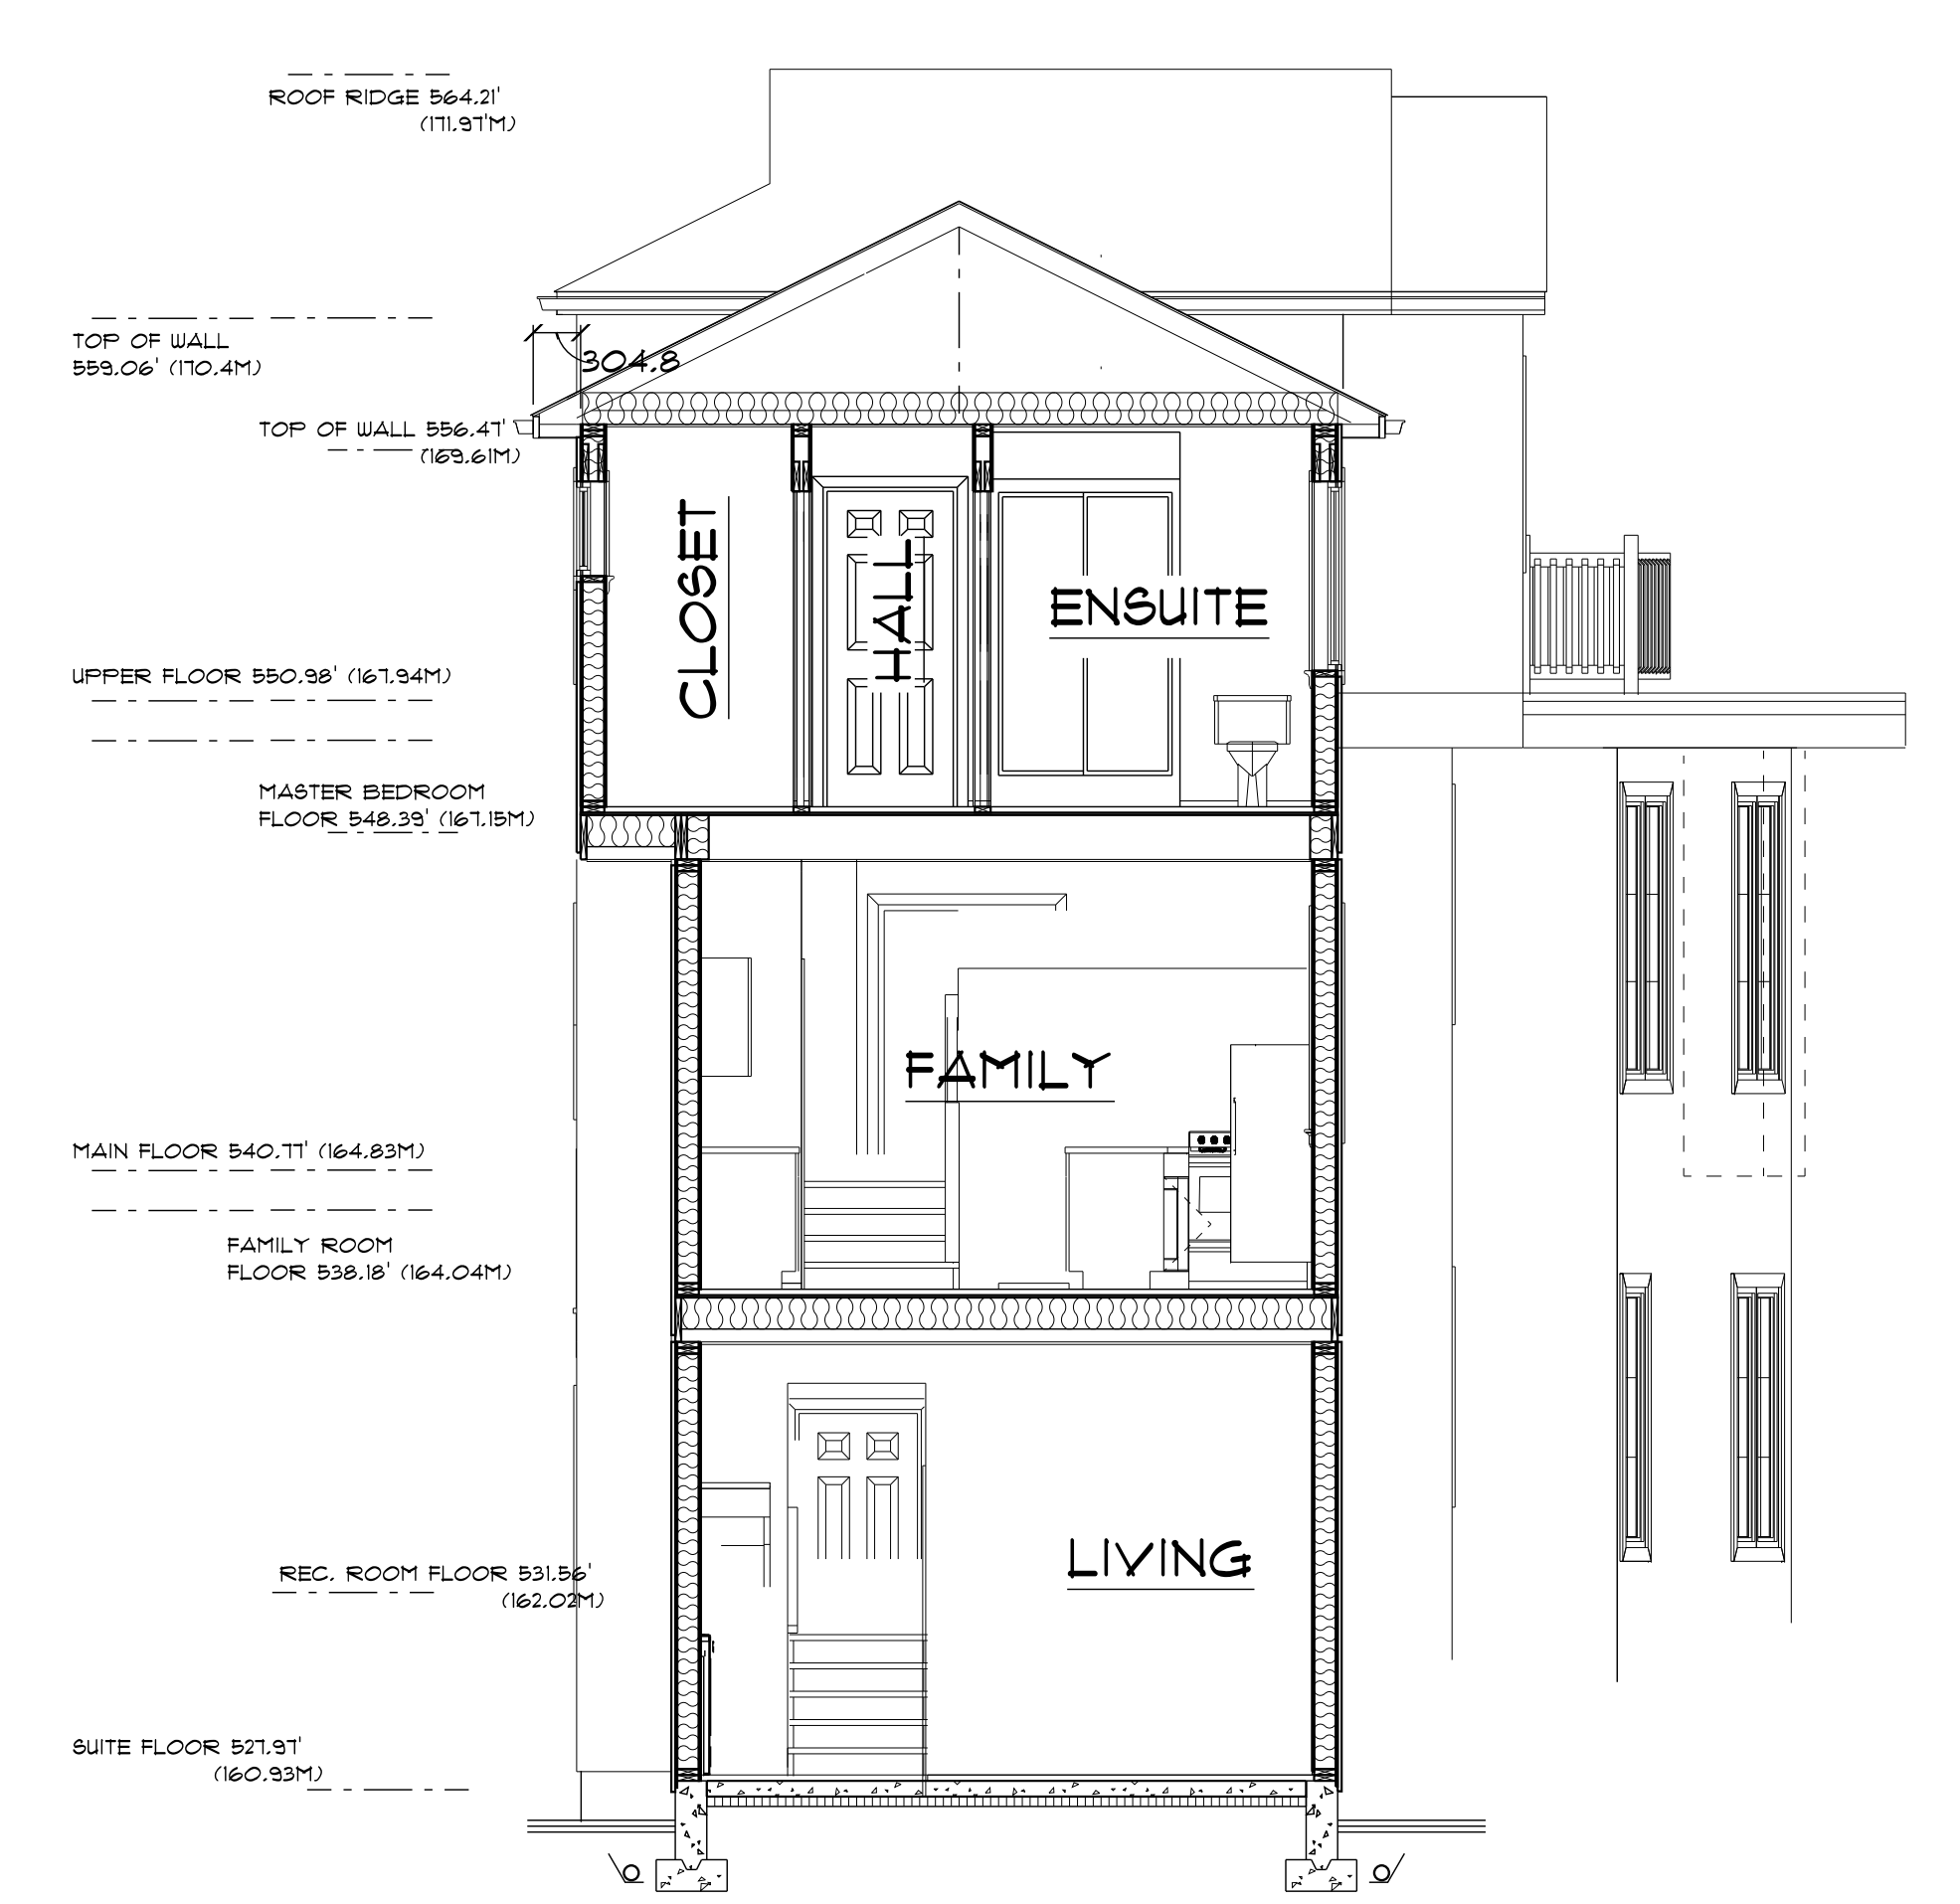 ROOF RIDGE 564.21'
(171.97'M)
TOP OF WALL
559.06' (170.4M)
304.8
TOP OF WALL 556.47'
(169.61M)
CLOSET
HALL
ENSUITE
UPPER FLOOR 550.98' (167.94M)
MASTER BEDROOM
FLOOR 548.39' (167.15M)
FAMILY
MAIN FLOOR 540.77' (164.83M)
FAMILY ROOM
FLOOR 538.18' (164.04M)
LIVING
REC. ROOM FLOOR 531.56'
(162.02M)
SUITE FLOOR 527.97'
(160.93M)